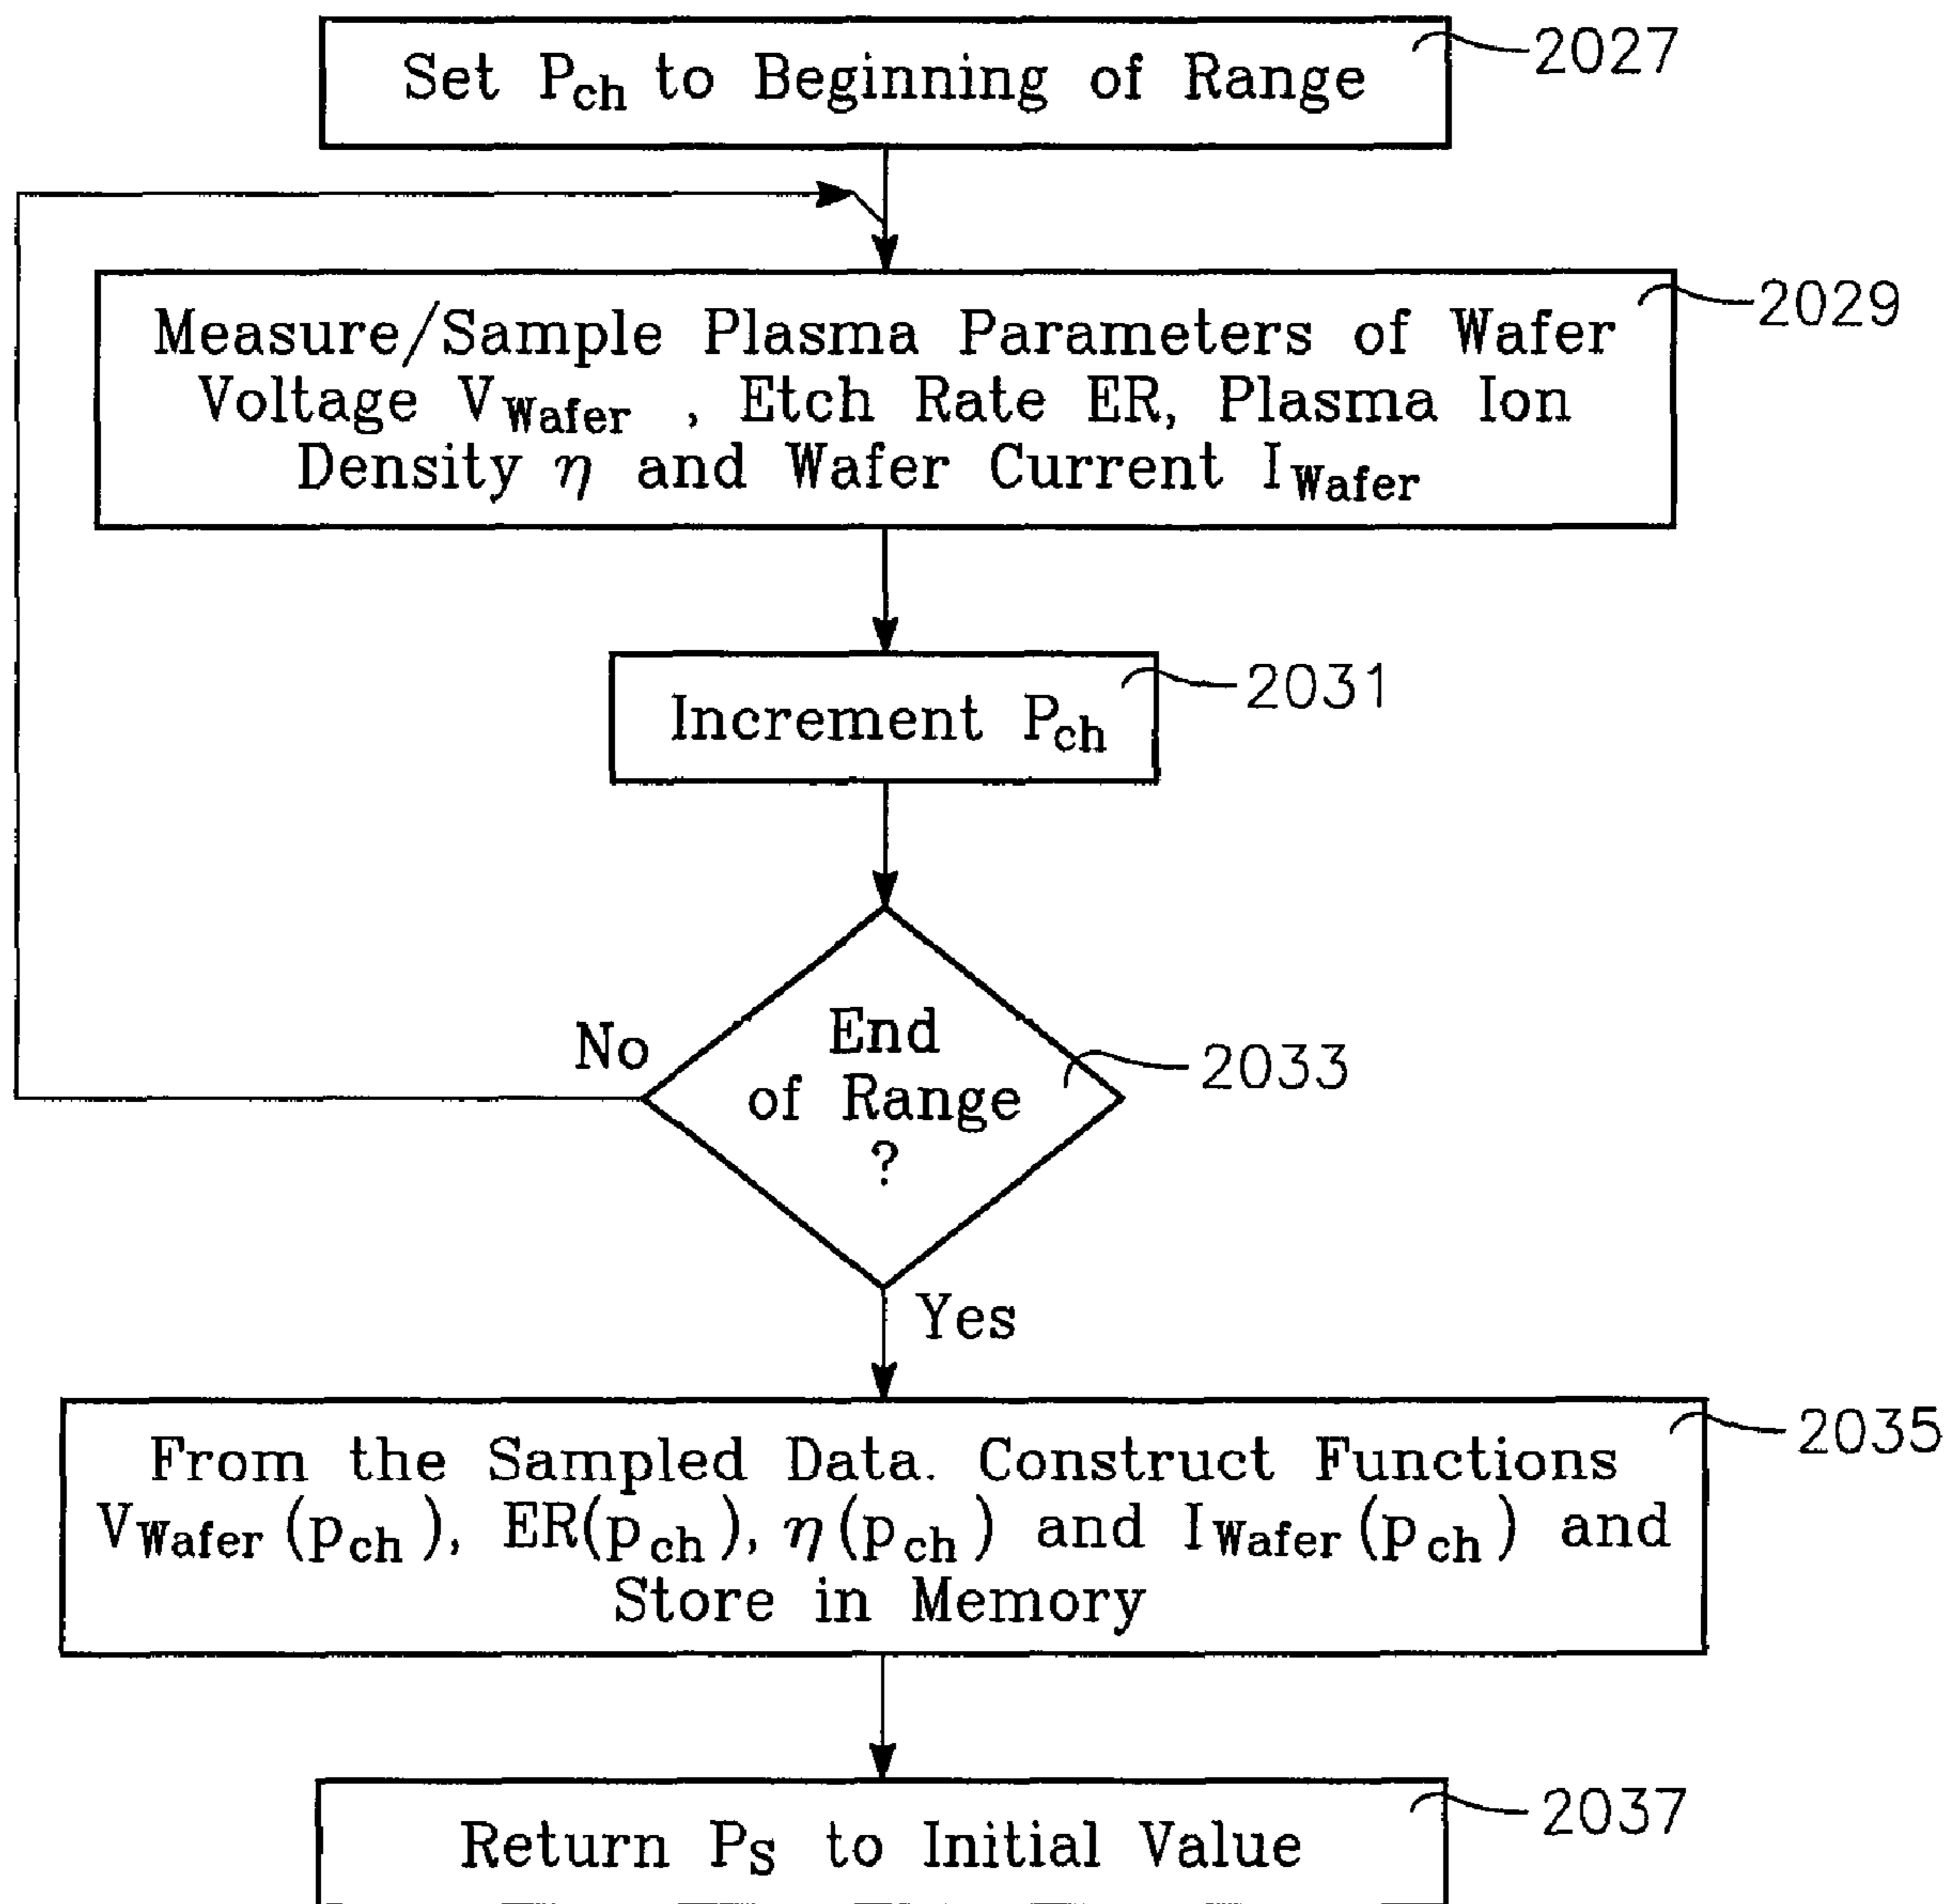 Set Pch to Beginning of Range
2027
Measure/Sample Plasma Parameters of Wafer
Voltage VWafer , Etch Rate ER, Plasma Ion
Density η and Wafer Current IWafer
2029
Increment Pch
2031
End
of Range
?
2033
No
Yes
From the Sampled Data. Construct Functions
VWafer (pch), ER(pch), η(pch) and IWafer(pch) and
Store in Memory
2035
Return PS to Initial Value
2037